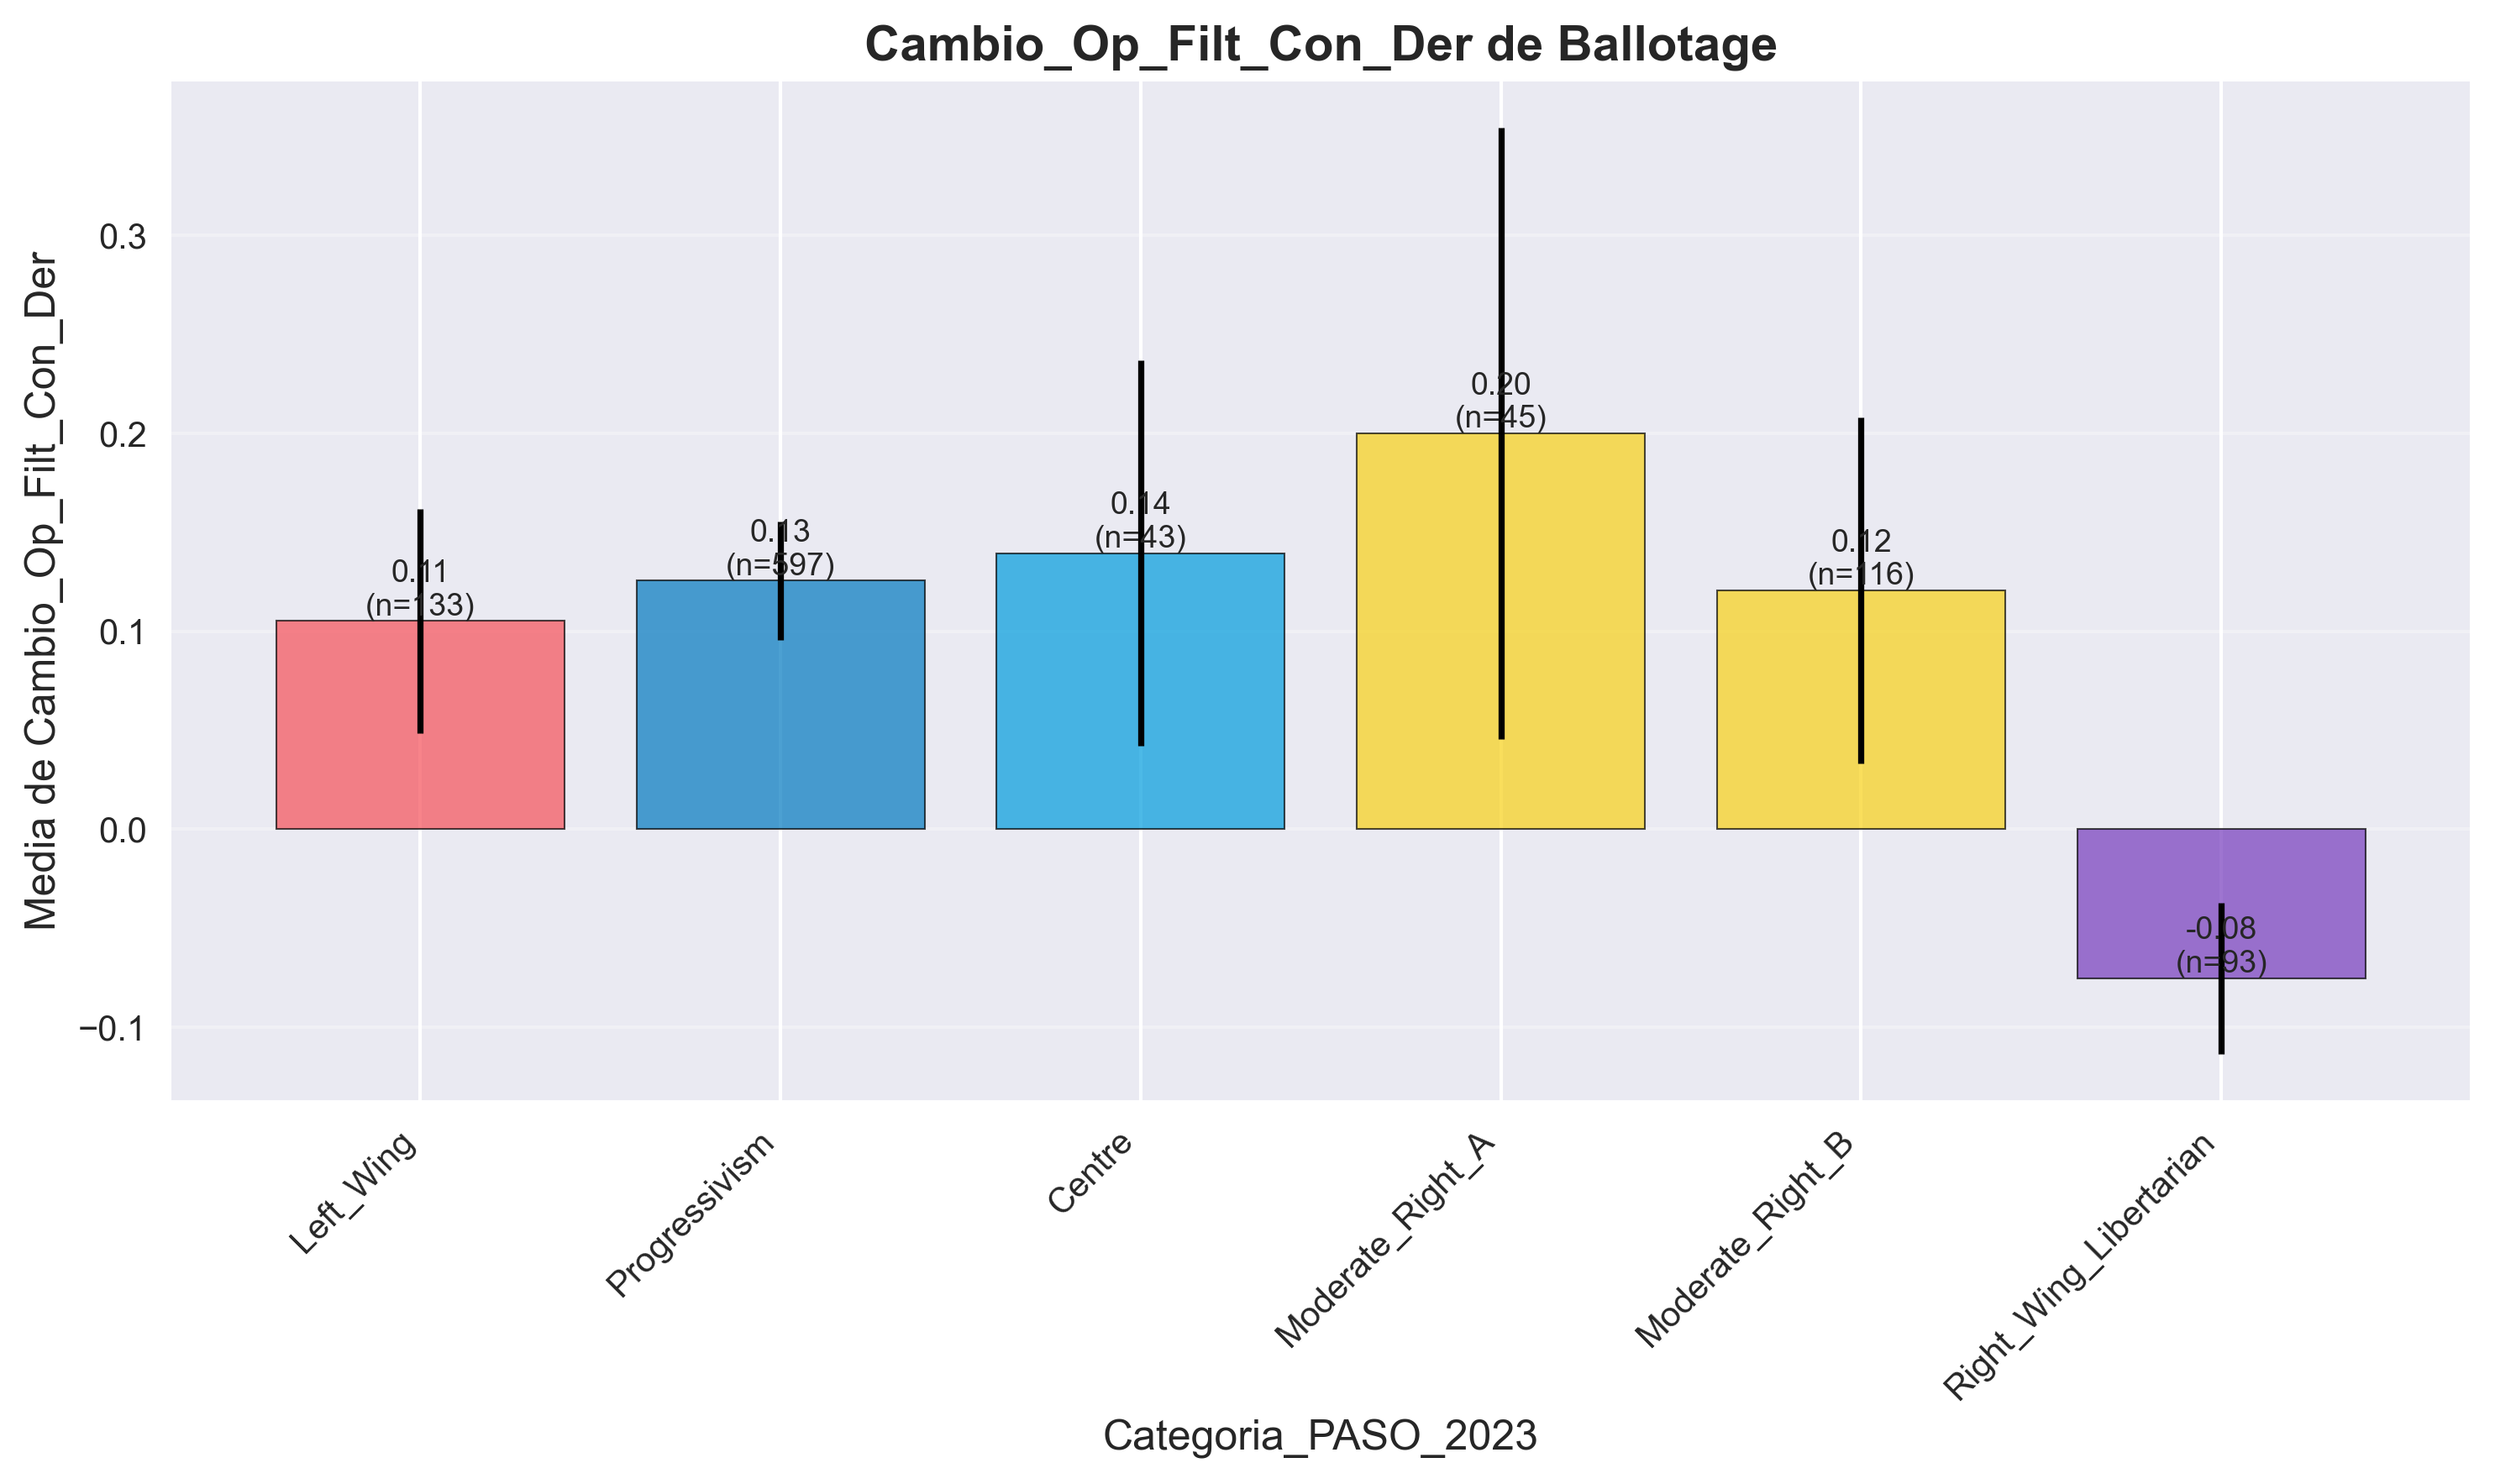 Cambio_Op_Filt_Con_Der de Ballotage
Media de Cambio_Op_Filt_Con_Der
0.3
0.2
0.1
0.0
−0.1
0.11
(n=133)
0.13
(n=597)
0.14
(n=43)
0.20
(n=45)
0.12
(n=116)
-0.08
(n=93)
Left_Wing
Progressivism
Centre
Moderate_Right_A
Moderate_Right_B
Right_Wing_Libertarian
Categoria_PASO_2023